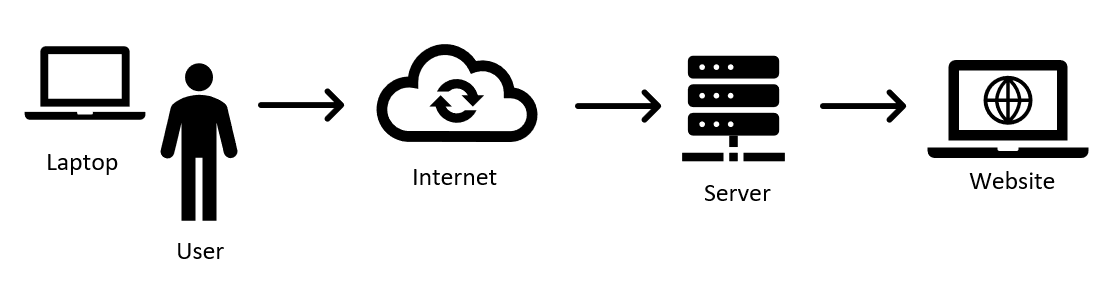 Laptop
User
Internet
Server
Website